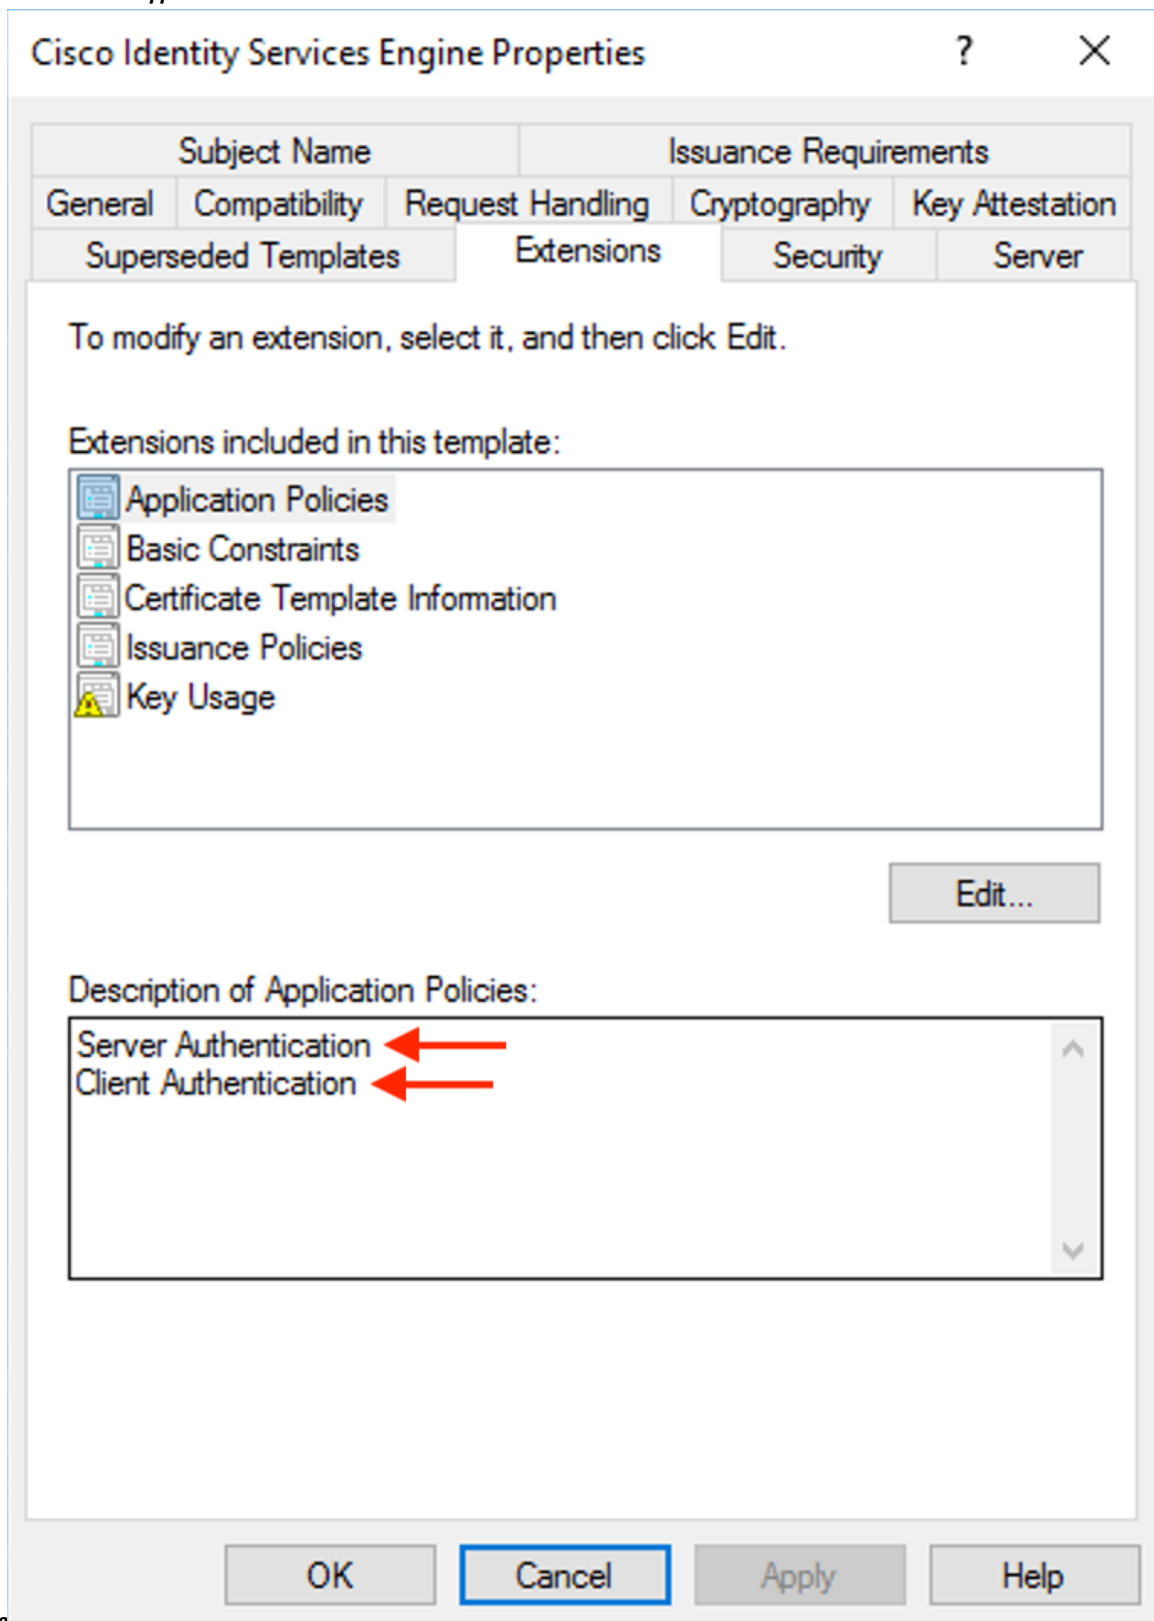 Cisco Identity Services Engine Properties
?
Subject Name
Issuance Requirements
General
Compatibility
Request Handling
Cryptography
Key Attestation
Superseded Templates
Extensions
Security
Server
To modify an extension, select it, and then click Edit.
Extensions included in this template:
Application Policies
Basic Constraints
Certificate Template Information
Issuance Policies
Key Usage
Edit...
Description of Application Policies:
Server Authentication
Client Authentication
OK
Cancel
Apply
Help